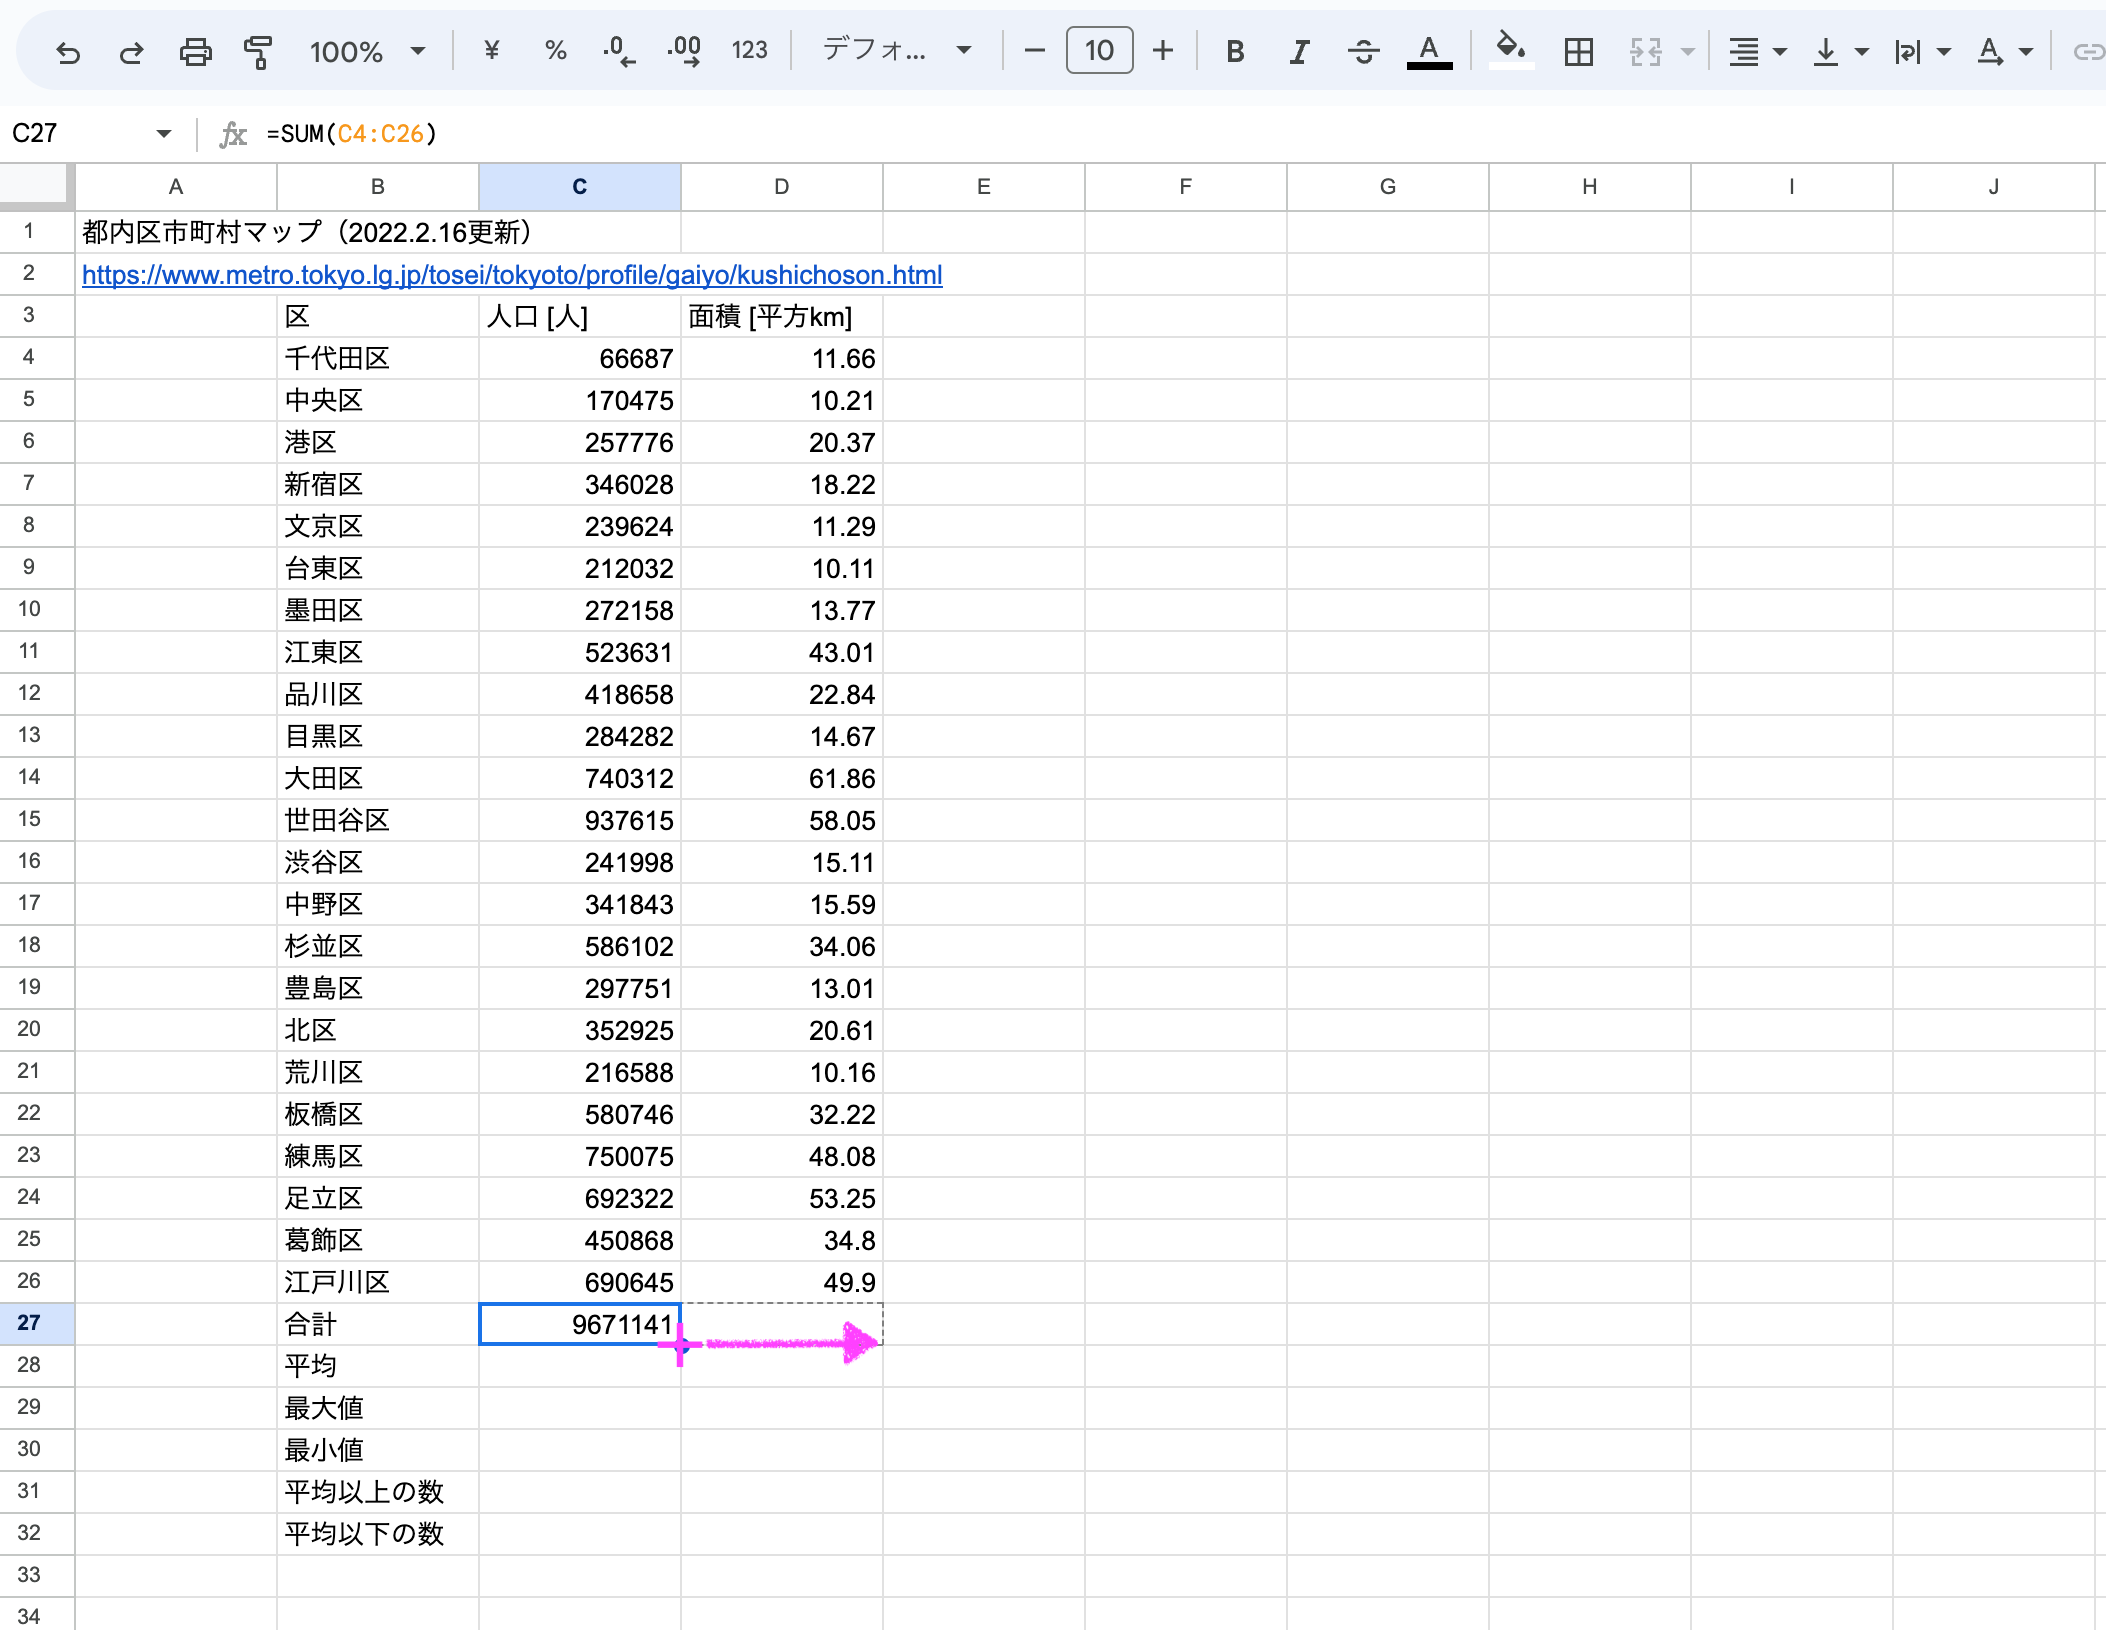 100% ¥ % .0 .00 123 デフォ... 10 B I A A
C27 fx =SUM(C4:C26)
A B C D E F G H I J
1 都内区市町村マップ（2022.2.16更新）
2 https://www.metro.tokyo.lg.jp/tosei/tokyoto/profile/gaiyo/kushichoson.html
3 区 人口 [人] 面積 [平方km]
4 千代田区 66687 11.66
5 中央区 170475 10.21
6 港区 257776 20.37
7 新宿区 346028 18.22
8 文京区 239624 11.29
9 台東区 212032 10.11
10 墨田区 272158 13.77
11 江東区 523631 43.01
12 品川区 418658 22.84
13 目黒区 284282 14.67
14 大田区 740312 61.86
15 世田谷区 937615 58.05
16 渋谷区 241998 15.11
17 中野区 341843 15.59
18 杉並区 586102 34.06
19 豊島区 297751 13.01
20 北区 352925 20.61
21 荒川区 216588 10.16
22 板橋区 580746 32.22
23 練馬区 750075 48.08
24 足立区 692322 53.25
25 葛飾区 450868 34.8
26 江戸川区 690645 49.9
27 合計 9671141
28 平均
29 最大値
30 最小値
31 平均以上の数
32 平均以下の数
33
34